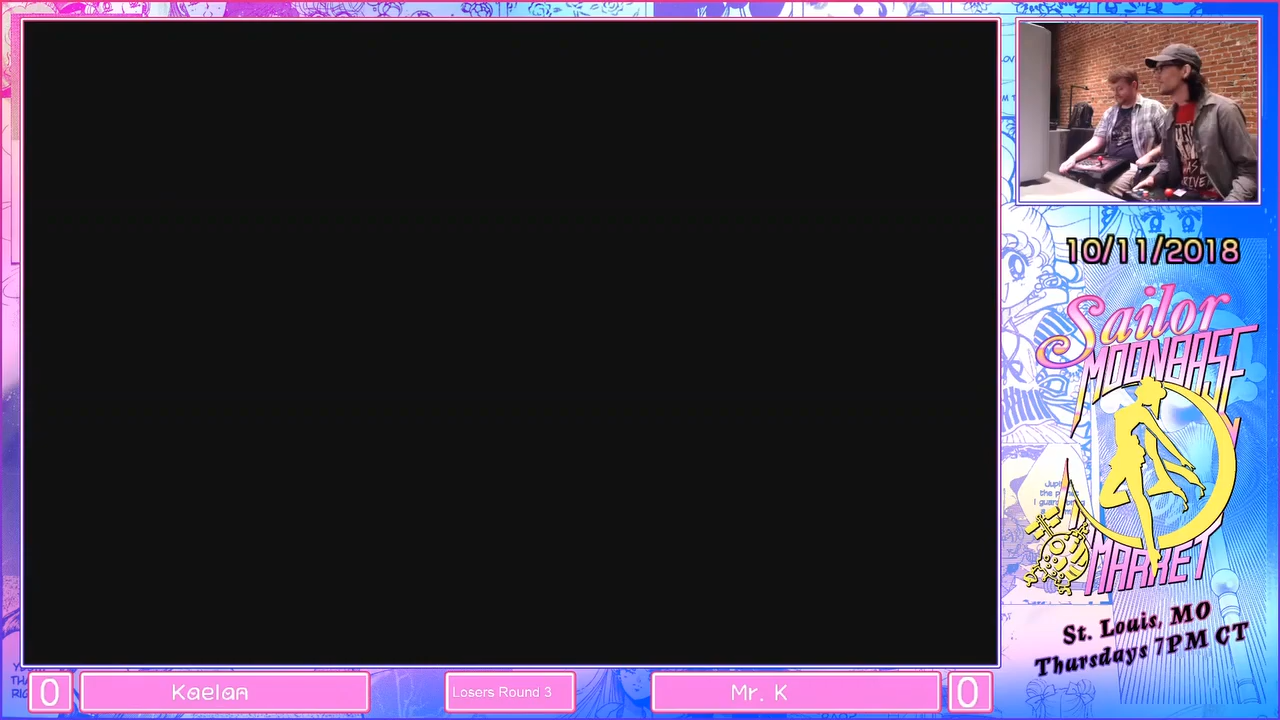 10/11/2018
Sailor
MOONBASE
MARKET
St. Louis, MO
Thursdays 7PM CT
0
Kaelan
Losers Round 3
Mr. K
0